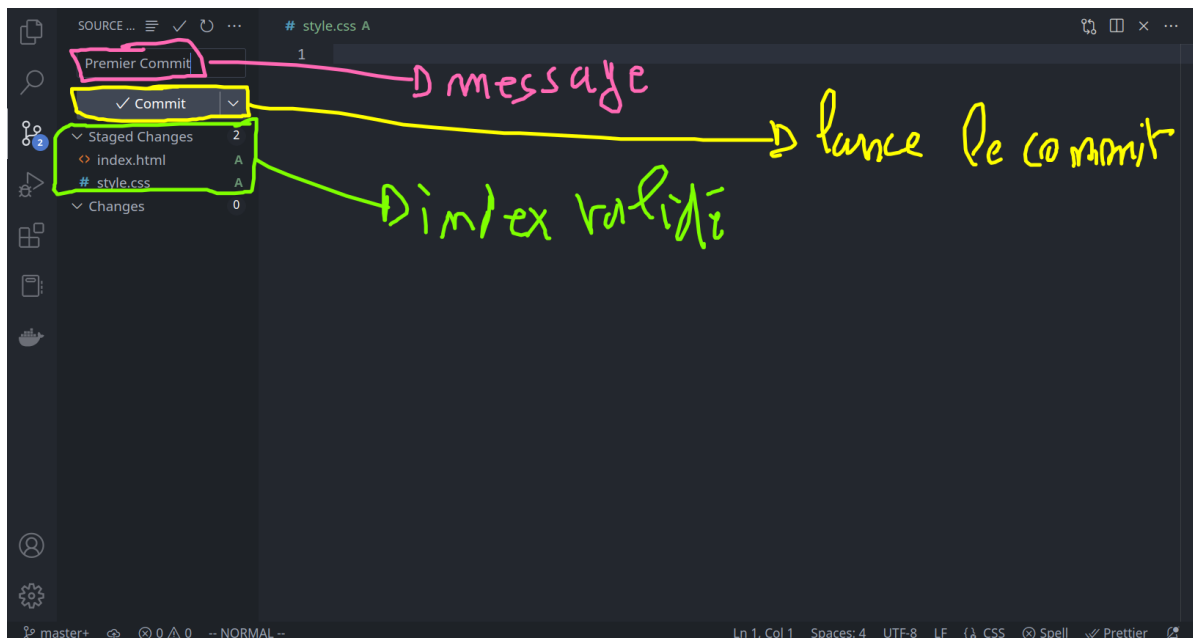 SOURCE ...
# style.css A
Premier Commit
1
message
Commit
lance le commit
2
Staged Changes 2
index.html A
# style.css A
Changes 0
index validé
master+ 0 0 -- NORMAL --
Ln 1, Col 1 Spaces: 4 UTF-8 LF CSS Spell Prettier